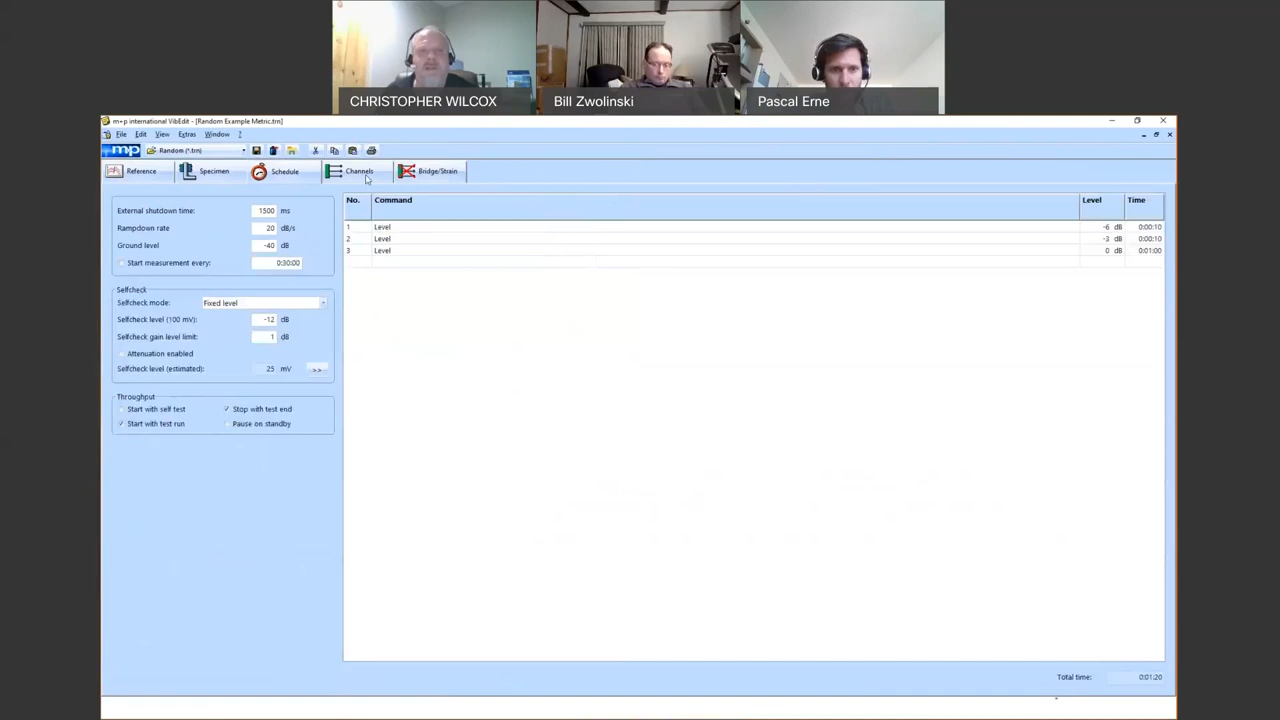 CHRISTOPHER WILCOX
Bill Zwolinski
Pascal Erne
m+p international VibEdit - [Random Example Metric.trn]
File Edit View Extras Window ?
mp Random (*.trn)
Reference Specimen Schedule Channels Bridge/Strain
External shutdown time: 1500 ms
Rampdown rate 20 dB/s
Ground level -40 dB
Start measurement every: 0:30:00
Selfcheck
Selfcheck mode: Fixed level
Selfcheck level (100 mV): -12 dB
Selfcheck gain level limit: 1 dB
Attenuation enabled
Selfcheck level (estimated): 25 mV >>
Throughput
Start with self test Stop with test end
Start with test run Pause on standby
No. Command Level Time
1 Level -6 dB 0:00:10
2 Level -3 dB 0:00:10
3 Level 0 dB 0:01:00
Total time: 0:01:20